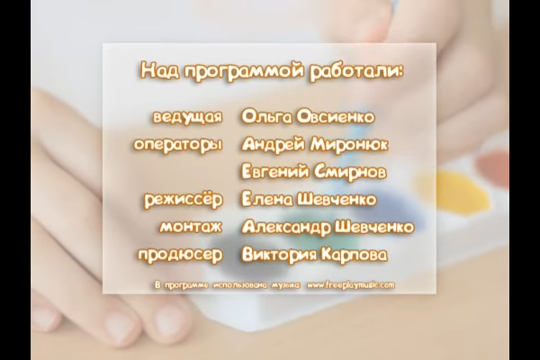 Над программой работали:
ведущая Ольга Овсиенко
операторы Андрей Миронюк
Евгений Смирнов
режиссёр Елена Шевченко
монтаж Александр Шевченко
продюсер Виктория Карпова
В программе использована музыка www.freeplaymusic.com